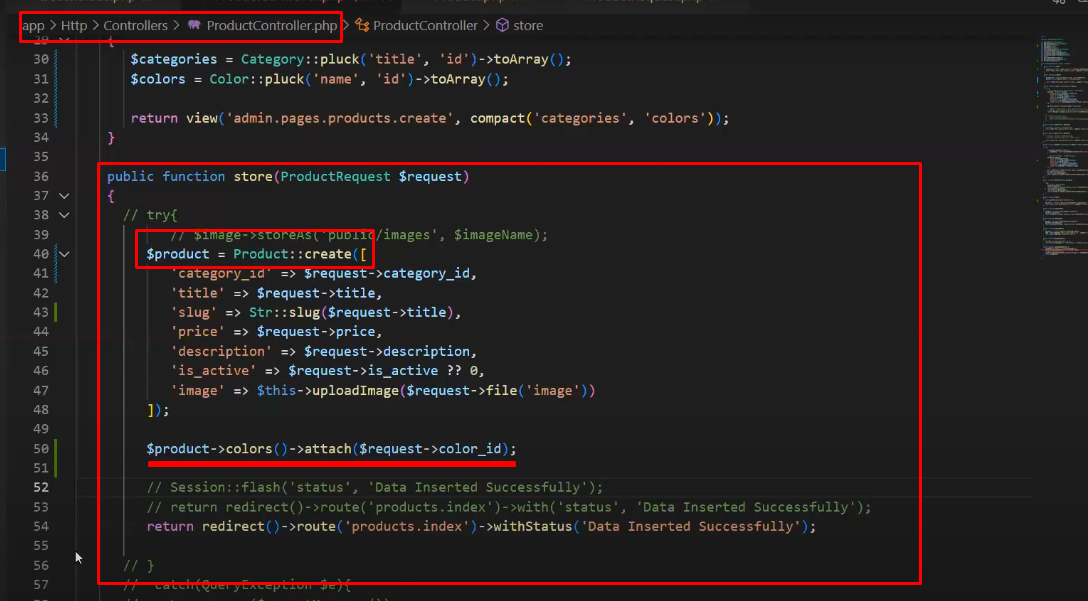 app > Http > Controllers > ProductController.php > ProductController > store
29 {
30 $categories = Category::pluck('title', 'id')->toArray();
31 $colors = Color::pluck('name', 'id')->toArray();
32
33 return view('admin.pages.products.create', compact('categories', 'colors'));
34 }
35
36 public function store(ProductRequest $request)
37 {
38 // try{
39 // $image->storeAs('public/images', $imageName);
40 $product = Product::create([
41 'category_id' => $request->category_id,
42 'title' => $request->title,
43 'slug' => Str::slug($request->title),
44 'price' => $request->price,
45 'description' => $request->description,
46 'is_active' => $request->is_active ?? 0,
47 'image' => $this->uploadImage($request->file('image'))
48 ]);
49
50 $product->colors()->attach($request->color_id);
51
52 // Session::flash('status', 'Data Inserted Successfully');
53 // return redirect()->route('products.index')->with('status', 'Data Inserted Successfully');
54 return redirect()->route('products.index')->withStatus('Data Inserted Successfully');
55
56 // }
57 // catch(QueryException $e){